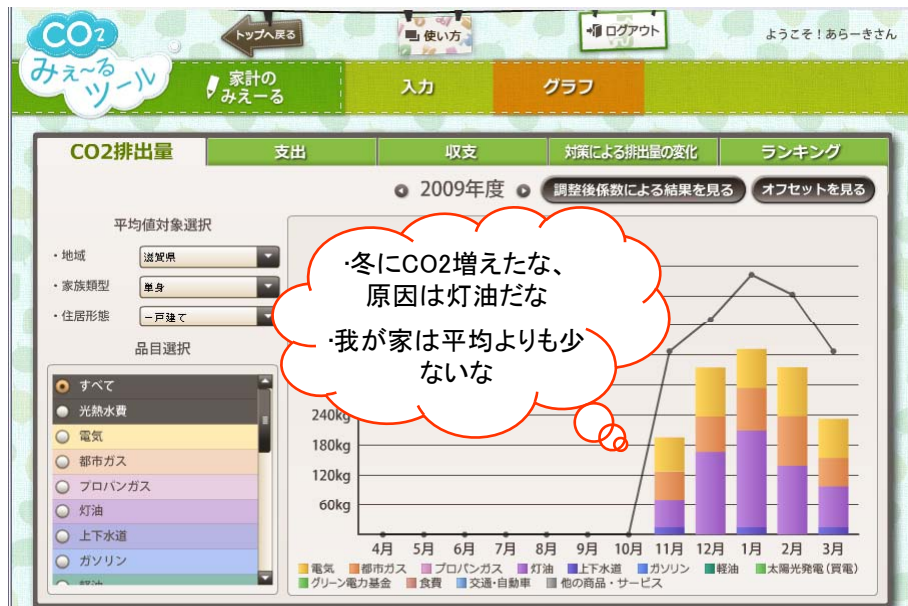 CO2
みえ～る
ツール
トップへ戻る
使い方
ログアウト
ようこそ！あらーきさん
家計の
みえーる
入力
グラフ
CO2排出量
支出
収支
対策による排出量の変化
ランキング
2009年度
調整後係数による結果を見る
オフセットを見る
平均値対象選択
・地域
滋賀県
・家族類型
単身
・住居形態
一戸建て
品目選択
すべて
光熱水費
電気
都市ガス
プロパンガス
灯油
上下水道
ガソリン
・冬にCO2増えたな、
原因は灯油だな
・我が家は平均よりも少
ないな
240kg
180kg
120kg
60kg
4月 5月 6月 7月 8月 9月 10月 11月 12月 1月 2月 3月
電気 都市ガス プロパンガス 灯油 上下水道 ガソリン 軽油 太陽光発電(買電)
グリーン電力基金 食費 交通・自動車 他の商品・サービス